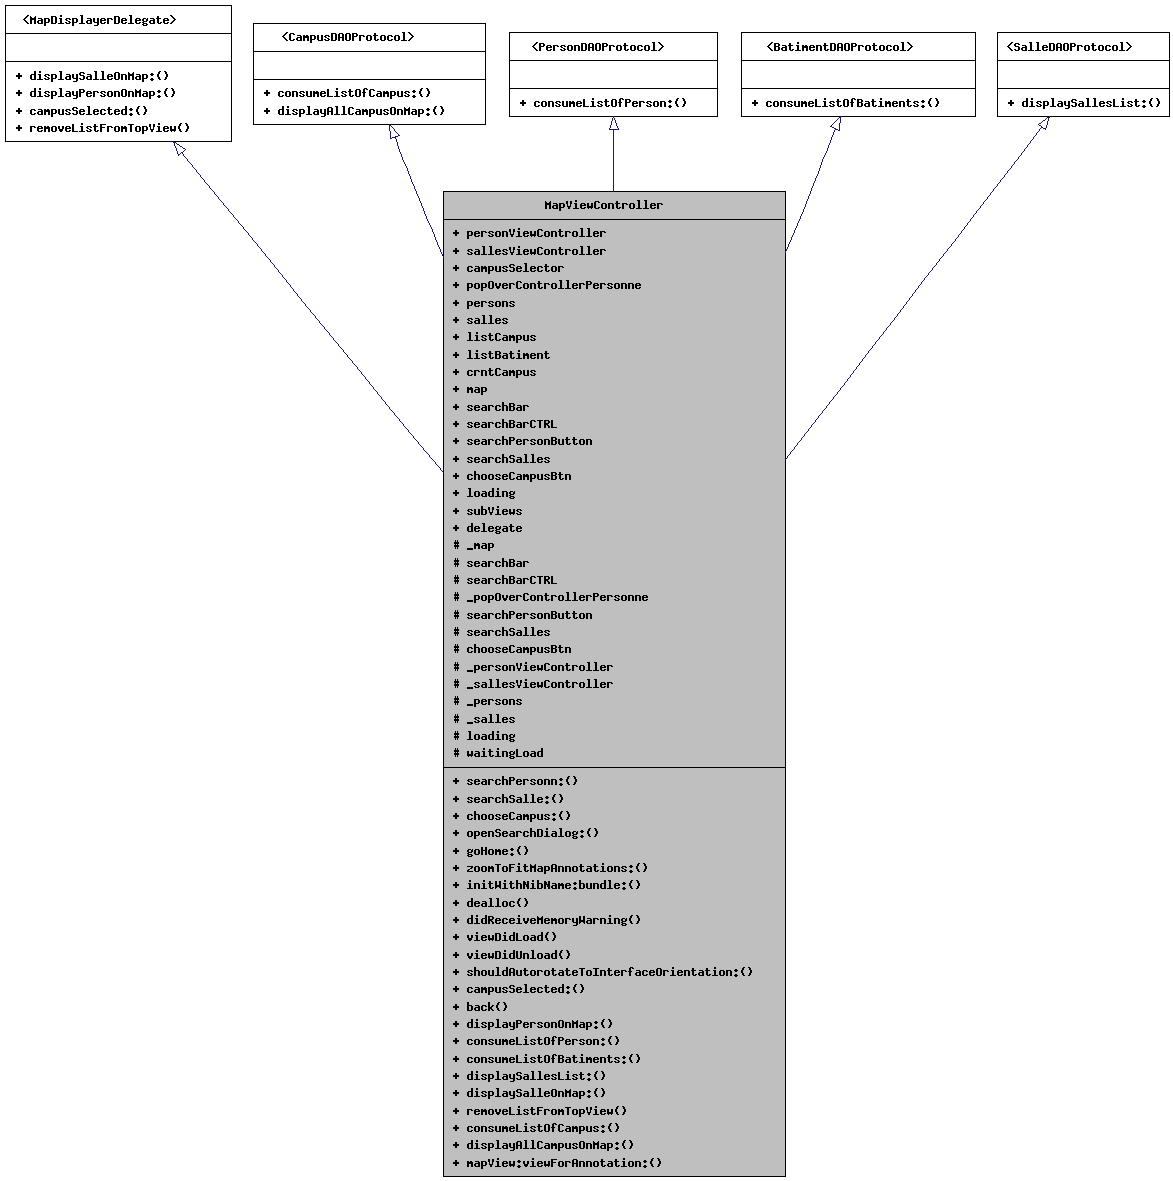 <MapDisplayerDelegate>
+ displaySalleOnMap:()
+ displayPersonOnMap:()
+ campusSelected:()
+ removeListFromTopView()
<CampusDAOProtocol>
+ consumeListOfCampus:()
+ displayAllCampusOnMap:()
<PersonDAOProtocol>
+ consumeListOfPerson:()
<BatimentDAOProtocol>
+ consumeListOfBatiments:()
<SalleDAOProtocol>
+ displaySallesList:()
MapViewController
+ personViewController
+ sallesViewController
+ campusSelector
+ popOverControllerPersonne
+ persons
+ salles
+ listCampus
+ listBatiment
+ crntCampus
+ map
+ searchBar
+ searchBarCTRL
+ searchPersonButton
+ searchSalles
+ chooseCampusBtn
+ loading
+ subViews
+ delegate
# _map
# searchBar
# searchBarCTRL
# _popOverControllerPersonne
# searchPersonButton
# searchSalles
# chooseCampusBtn
# _personViewController
# _sallesViewController
# _persons
# _salles
# loading
# waitingLoad
+ searchPersonn:()
+ searchSalle:()
+ chooseCampus:()
+ openSearchDialog:()
+ goHome:()
+ zoomToFitMapAnnotations:()
+ initWithNibName:bundle:()
+ dealloc()
+ didReceiveMemoryWarning()
+ viewDidLoad()
+ viewDidUnload()
+ shouldAutorotateToInterfaceOrientation:()
+ campusSelected:()
+ back()
+ displayPersonOnMap:()
+ consumeListOfPerson:()
+ consumeListOfBatiments:()
+ displaySallesList:()
+ displaySalleOnMap:()
+ removeListFromTopView()
+ consumeListOfCampus:()
+ displayAllCampusOnMap:()
+ mapView:viewForAnnotation:()